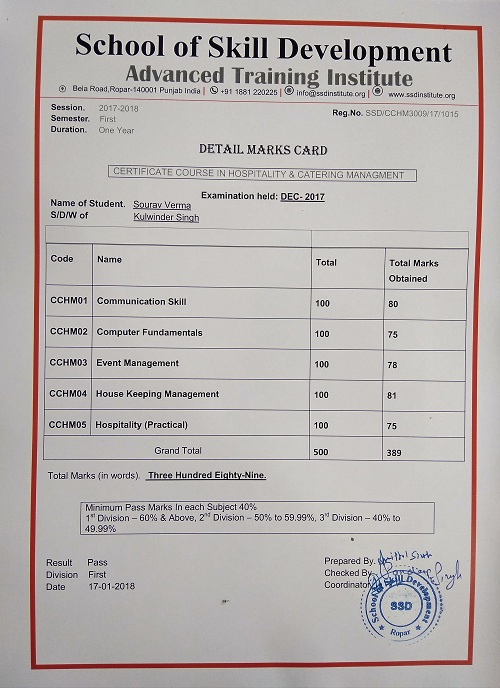 School of Skill Development
Advanced Training Institute
Bela Road,Ropar-140001 Punjab India | +91 1881 220225 | info@ssdinstitute.org | www.ssdinstitute.org
Session. 2017-2018
Reg.No. SSD/CCHM3009/17/1015
Semester. First
Duration. One Year
DETAIL MARKS CARD
CERTIFICATE COURSE IN HOSPITALITY & CATERING MANAGMENT
Examination held: DEC- 2017
Name of Student. Sourav Verma
S/D/W of Kulwinder Singh
Code Name Total Total Marks Obtained
CCHM01 Communication Skill 100 80
CCHM02 Computer Fundamentals 100 75
CCHM03 Event Management 100 78
CCHM04 House Keeping Management 100 81
CCHM05 Hospitality (Practical) 100 75
Grand Total 500 389
Total Marks (in words). Three Hundred Eighty-Nine.
Minimum Pass Marks In each Subject 40%
1st Division – 60% & Above, 2nd Division – 50% to 59.99%, 3rd Division – 40% to
49.99%
Result Pass
Division First
Date 17-01-2018
Prepared By.
Checked By
Coordinator
School of Skill Development
SSD
Ropar